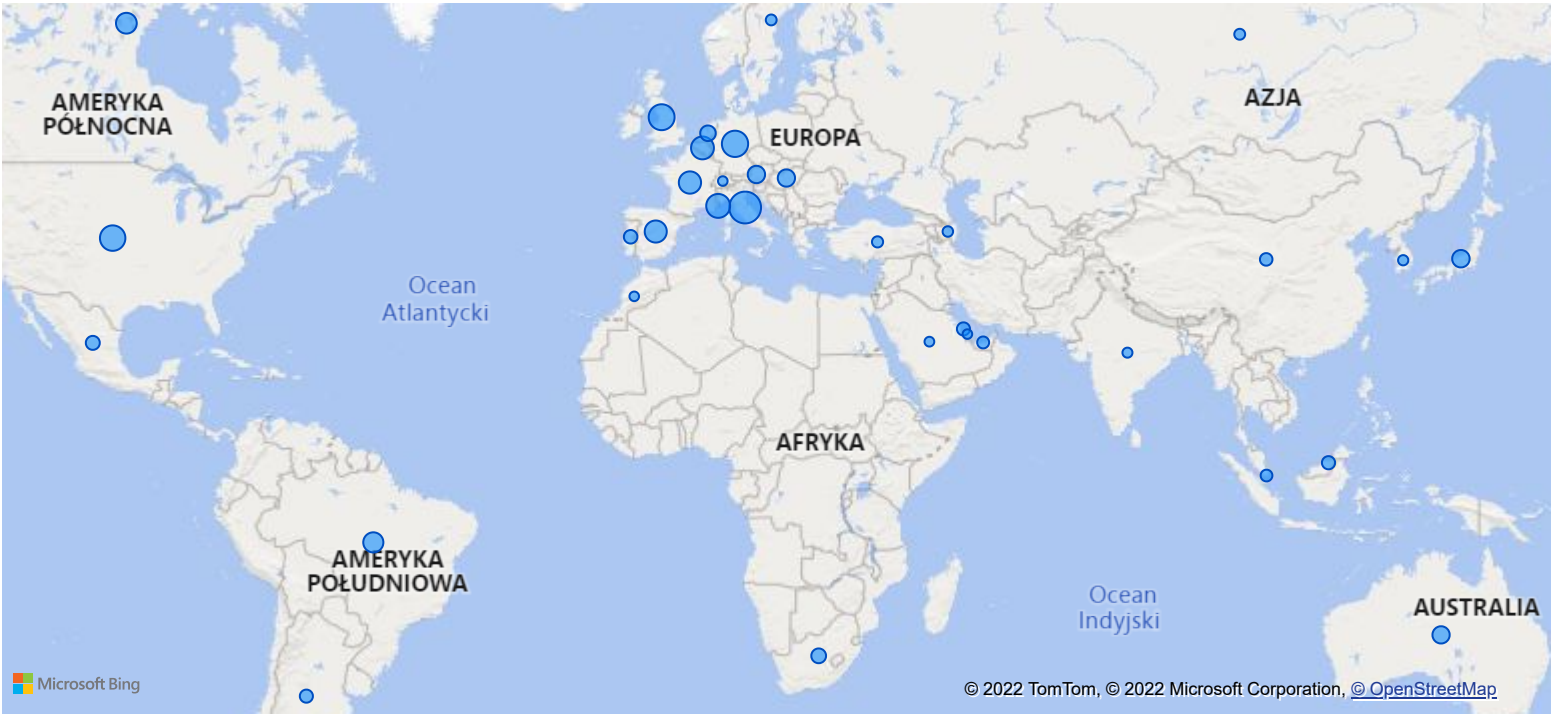 AMERYKA
PÓŁNOCNA
AZJA
EUROPA
Ocean
Atlantycki
AFRYKA
AMERYKA
POŁUDNIOWA
Ocean
Indyjski
AUSTRALIA
Microsoft Bing
© 2022 TomTom, © 2022 Microsoft Corporation, © OpenStreetMap